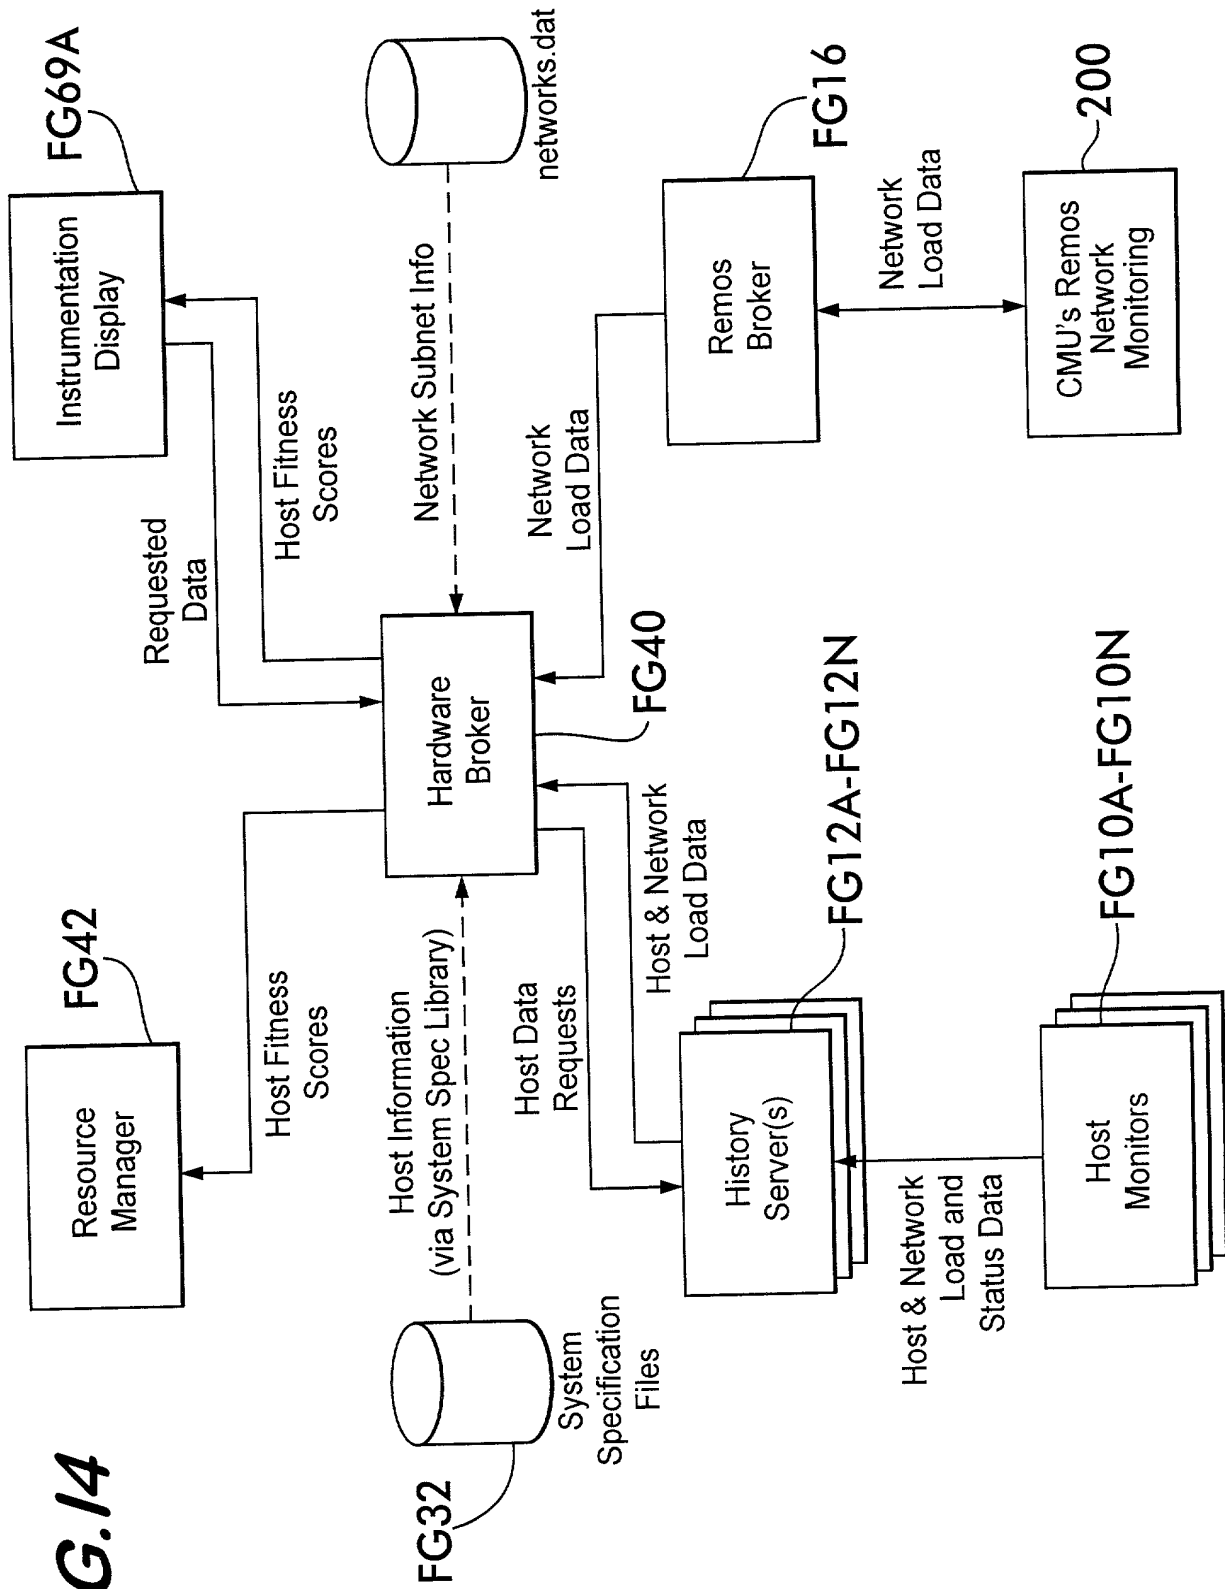 G.14
FG42
Resource
Manager
FG69A
Instrumentation
Display
Host Fitness
Scores
Requested
Data
Host Fitness
Scores
FG32
System
Specification
Files
Host Information
(via System Spec Library)
Hardware
Broker
FG40
Network Subnet Info
networks.dat
Host Data
Requests
Host & Network
Load Data
Network
Load Data
History
Server(s)
FG12A-FG12N
Remos
Broker
FG16
Host & Network
Load and
Status Data
Network
Load Data
Host
Monitors
FG10A-FG10N
CMU's Remos
Network
Monitoring
200